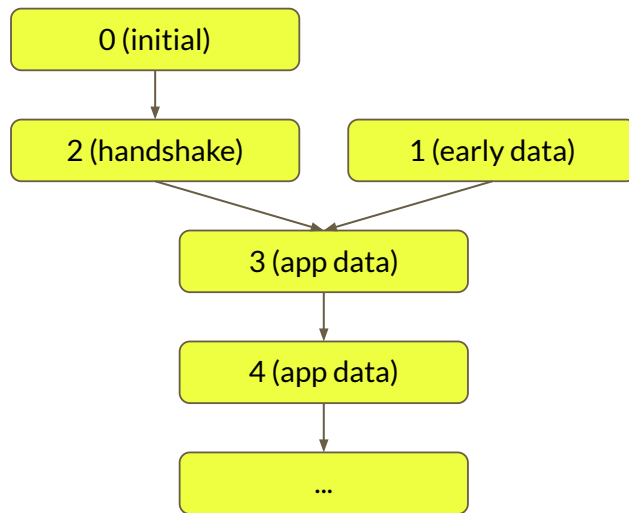 0 (initial)
2 (handshake)
1 (early data)
3 (app data)
4 (app data)
...